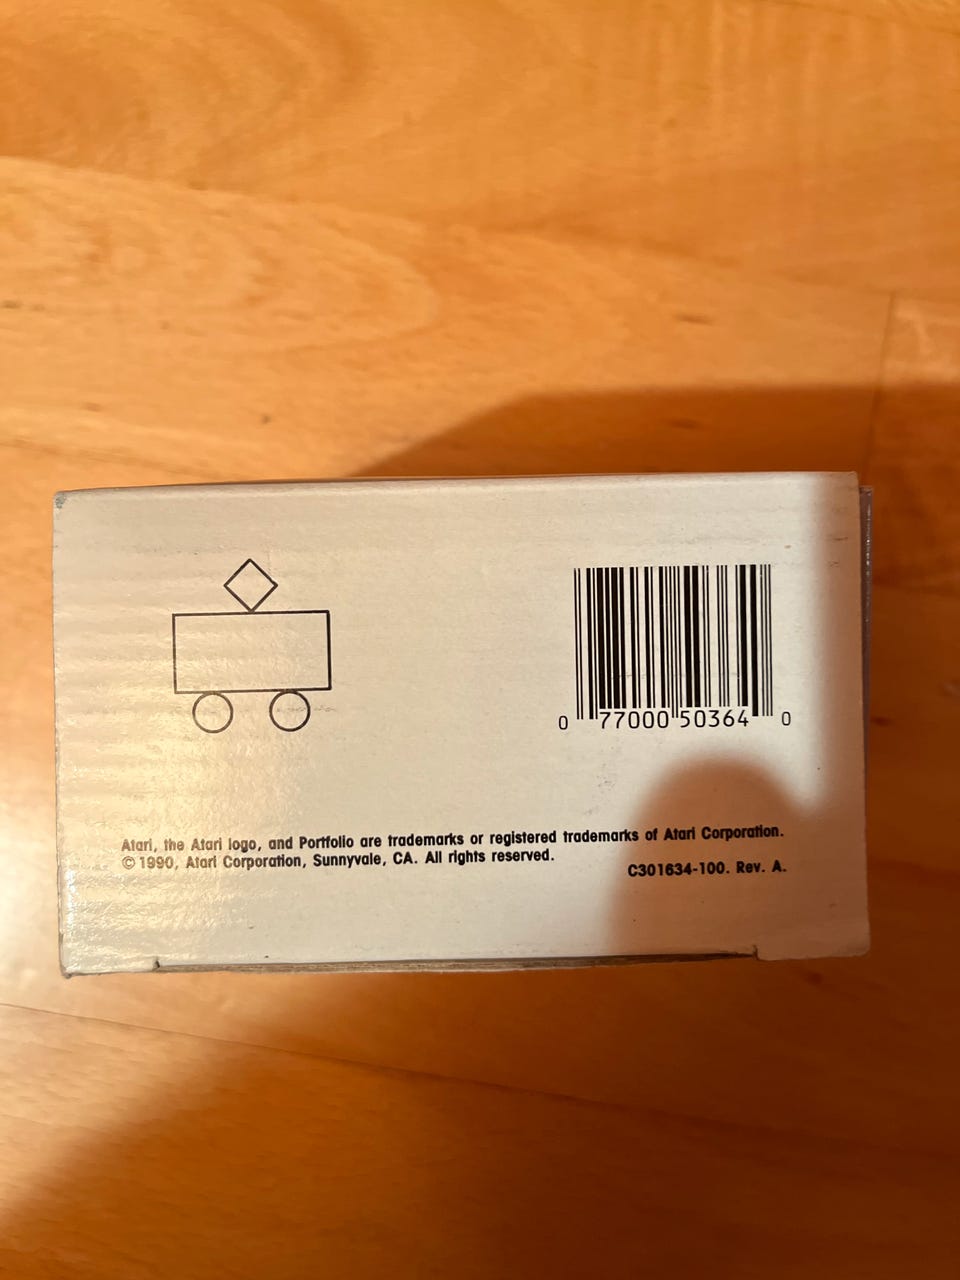 0 77000 50364 0
Atari, the Atari logo, and Portfolio are trademarks or registered trademarks of Atari Corporation.
© 1990, Atari Corporation, Sunnyvale, CA. All rights reserved.
C301634-100. Rev. A.